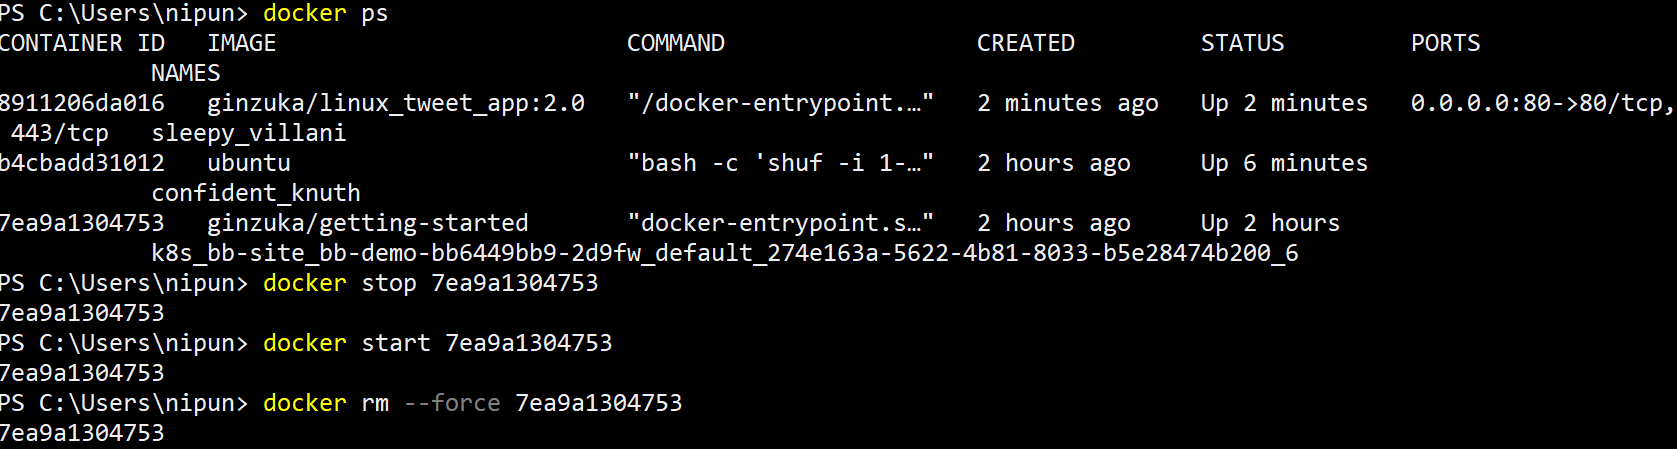 PS C:\Users\nipun> docker ps
CONTAINER ID   IMAGE                         COMMAND                  CREATED         STATUS         PORTS
           NAMES
8911206da016   ginzuka/linux_tweet_app:2.0   "/docker-entrypoint.…"   2 minutes ago   Up 2 minutes   0.0.0.0:80->80/tcp,
 443/tcp   sleepy_villani
b4cbadd31012   ubuntu                        "bash -c 'shuf -i 1-…"   2 hours ago     Up 6 minutes
           confident_knuth
7ea9a1304753   ginzuka/getting-started       "docker-entrypoint.s…"   2 hours ago     Up 2 hours
           k8s_bb-site_bb-demo-bb6449bb9-2d9fw_default_274e163a-5622-4b81-8033-b5e28474b200_6
PS C:\Users\nipun> docker stop 7ea9a1304753
7ea9a1304753
PS C:\Users\nipun> docker start 7ea9a1304753
7ea9a1304753
PS C:\Users\nipun> docker rm --force 7ea9a1304753
7ea9a1304753